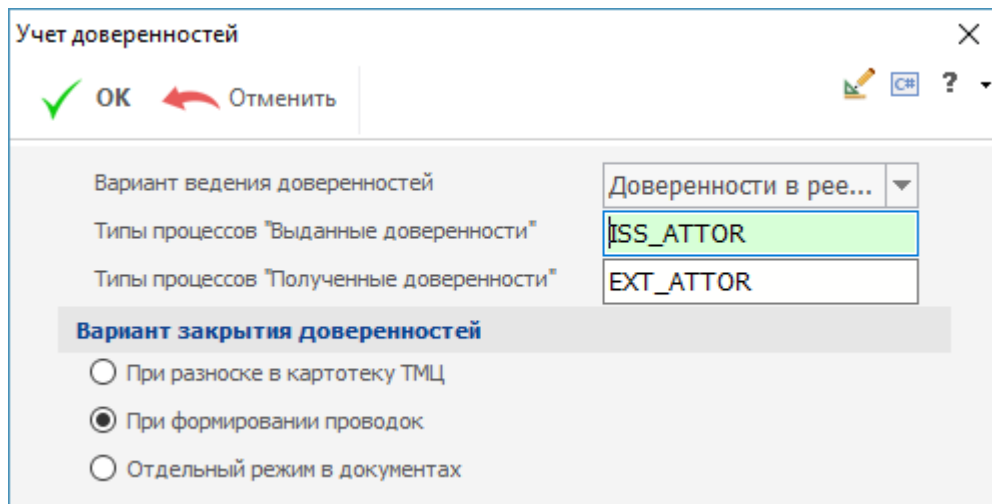 Учет доверенностей
OK Отменить C# ?
Вариант ведения доверенностей Доверенности в рее...
Типы процессов "Выданные доверенности" ISS_ATTOR
Типы процессов "Полученные доверенности" EXT_ATTOR
Вариант закрытия доверенностей
При разноске в картотеку ТМЦ
При формировании проводок
Отдельный режим в документах